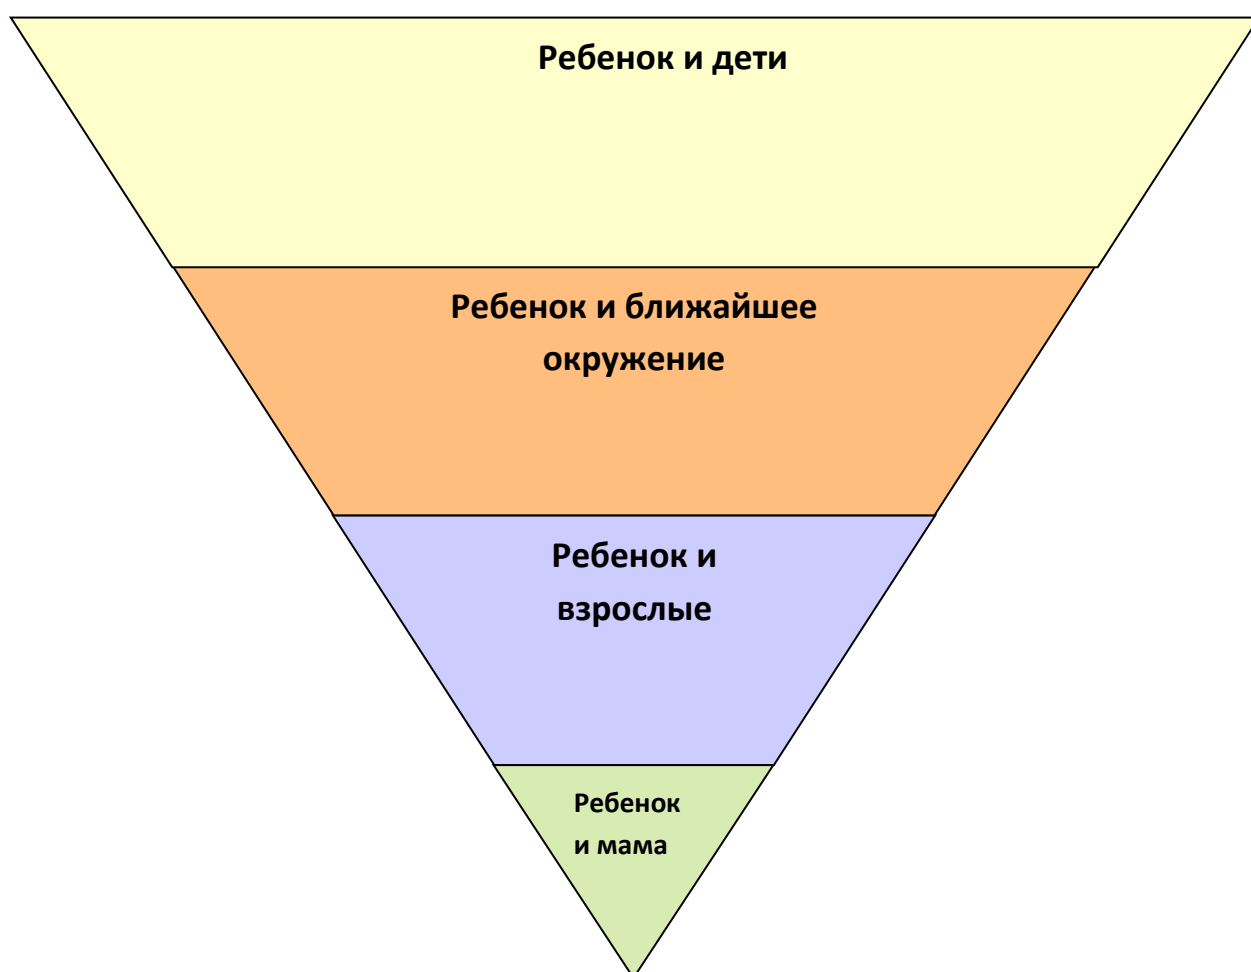 Ребенок и дети
Ребенок и ближайшее
окружение
Ребенок и
взрослые
Ребенок
и мама